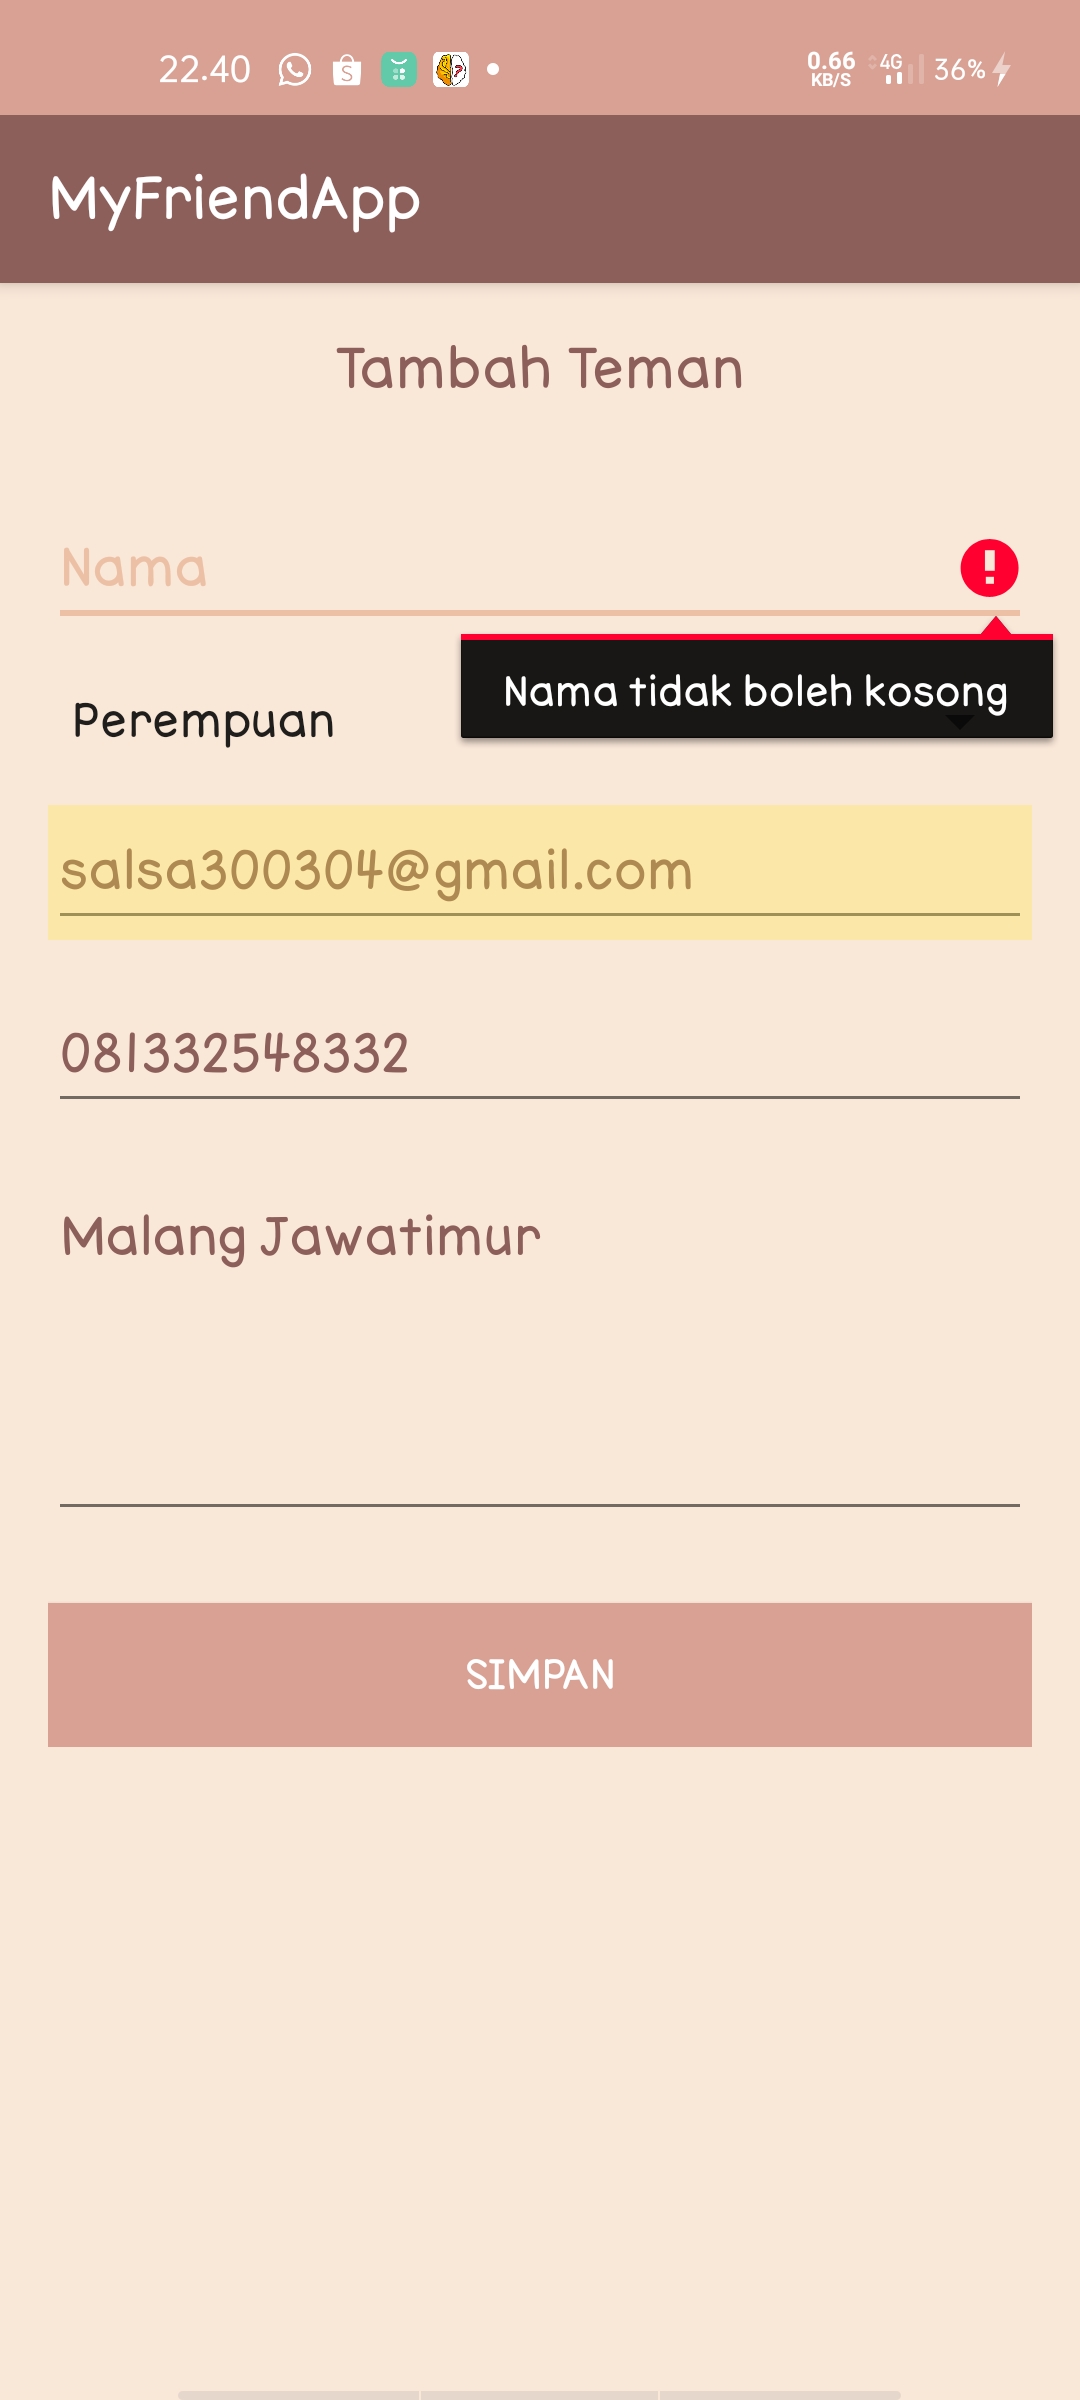 22.40 0.66 KB/S 4G 36%
MyFriendApp
Tambah Teman
Nama
Nama tidak boleh kosong
Perempuan
salsa300304@gmail.com
081332548332
Malang Jawatimur
SIMPAN